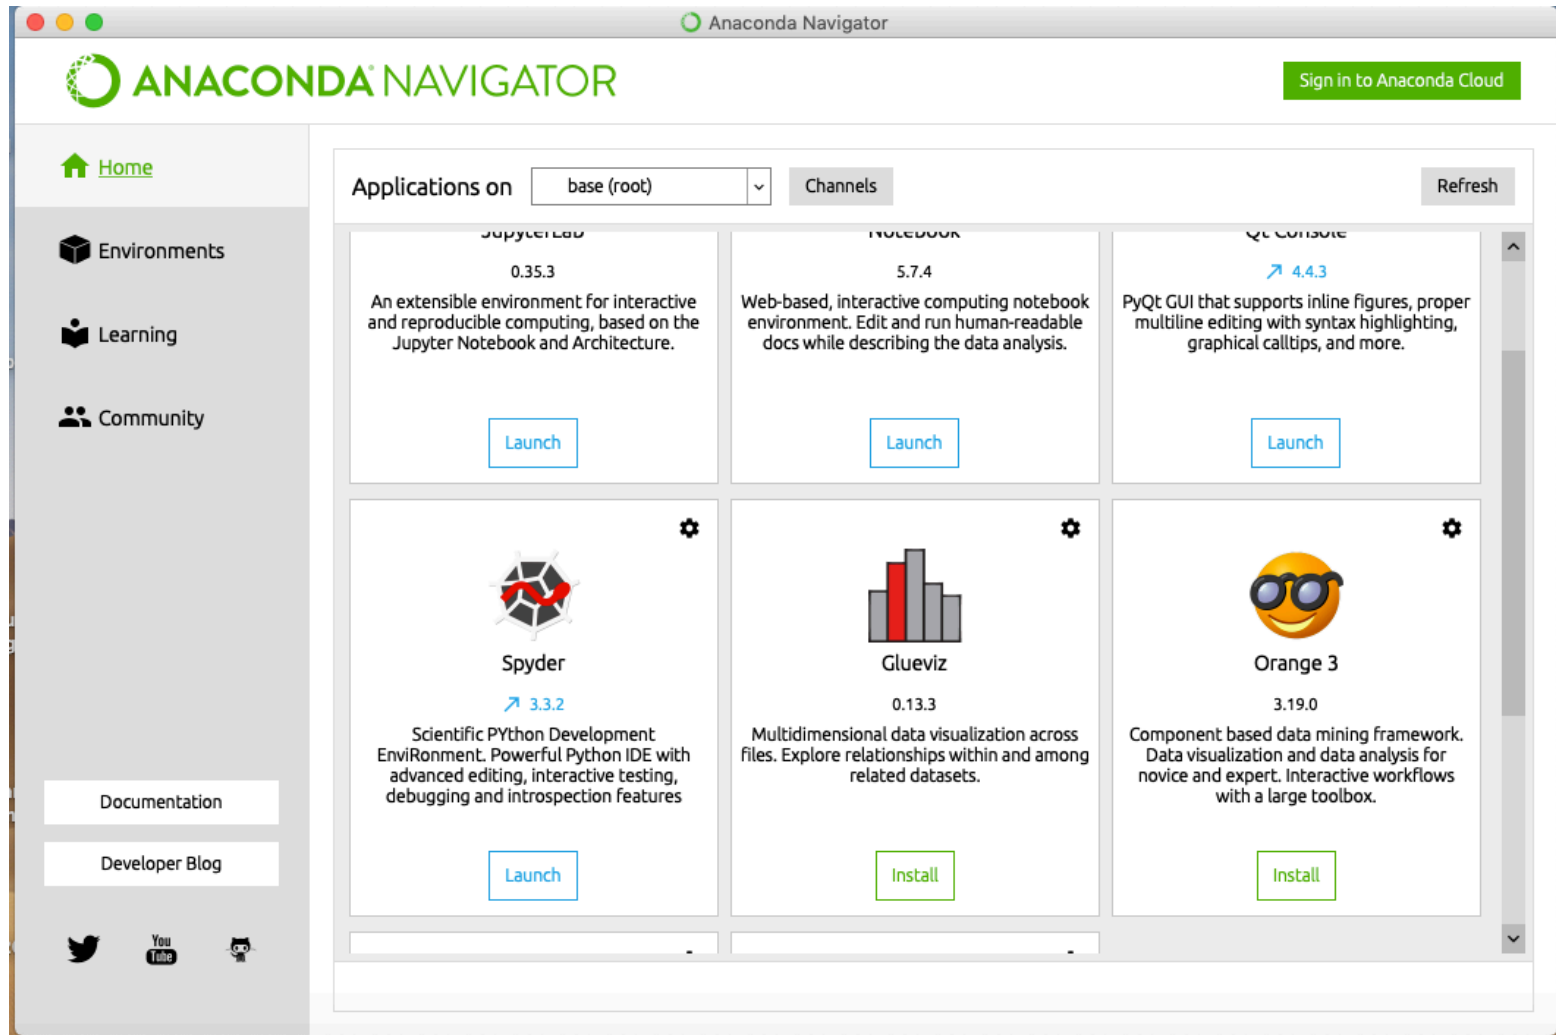 Anaconda Navigator
ANACONDA NAVIGATOR
Sign in to Anaconda Cloud
Home
Environments
Learning
Community
Documentation
Developer Blog
You
Tube
Applications on
base (root)
Channels
Refresh
JupyterLab
0.35.3
An extensible environment for interactive
and reproducible computing, based on the
Jupyter Notebook and Architecture.
Launch
Notebook
5.7.4
Web-based, interactive computing notebook
environment. Edit and run human-readable
docs while describing the data analysis.
Launch
Qt Console
4.4.3
PyQt GUI that supports inline figures, proper
multiline editing with syntax highlighting,
graphical calltips, and more.
Launch
Spyder
3.3.2
Scientific PYthon Development
EnviRonment. Powerful Python IDE with
advanced editing, interactive testing,
debugging and introspection features
Launch
Glueviz
0.13.3
Multidimensional data visualization across
files. Explore relationships within and among
related datasets.
Install
Orange 3
3.19.0
Component based data mining framework.
Data visualization and data analysis for
novice and expert. Interactive workflows
with a large toolbox.
Install